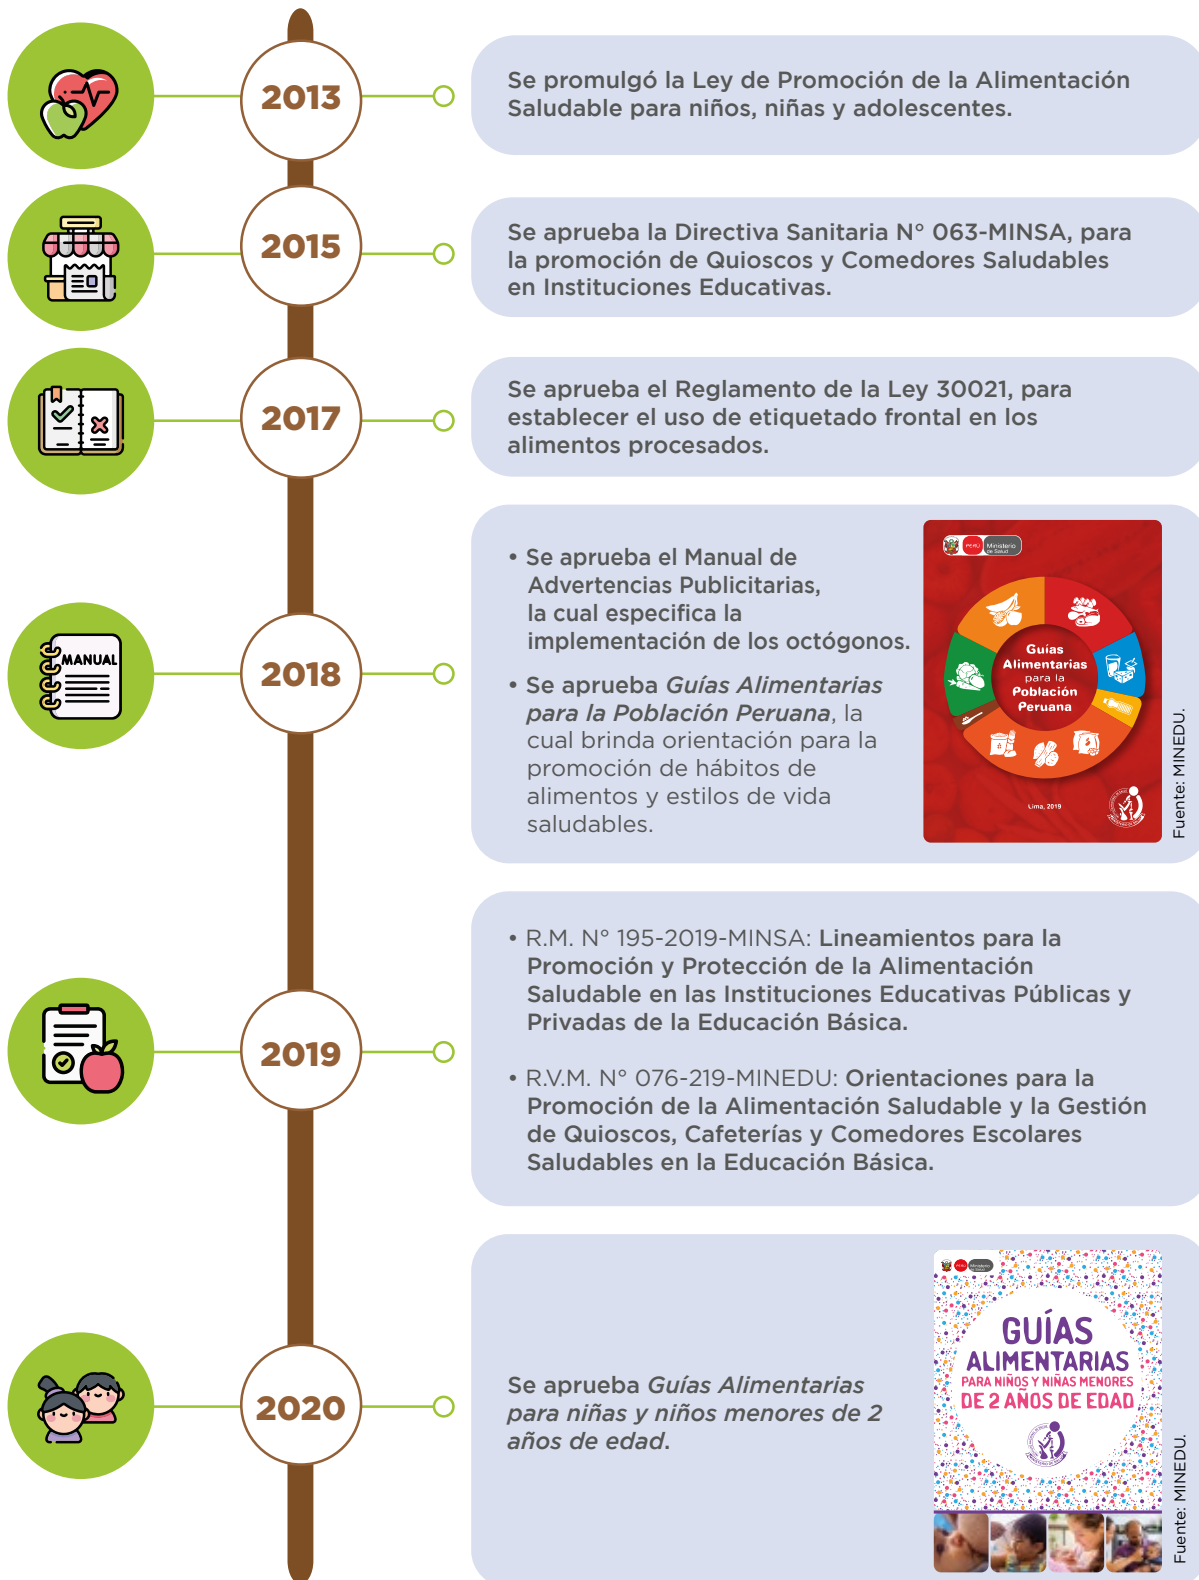 2013
Se promulgó la Ley de Promoción de la Alimentación
Saludable para niños, niñas y adolescentes.
2015
Se aprueba la Directiva Sanitaria N° 063-MINSA, para
la promoción de Quioscos y Comedores Saludables
en Instituciones Educativas.
2017
Se aprueba el Reglamento de la Ley 30021, para
establecer el uso de etiquetado frontal en los
alimentos procesados.
MANUAL
2018
• Se aprueba el Manual de
Advertencias Publicitarias,
la cual especifica la
implementación de los octógonos.
• Se aprueba Guías Alimentarias
para la Población Peruana, la
cual brinda orientación para la
promoción de hábitos de
alimentos y estilos de vida
saludables.
PERÚ
Ministerio
de Salud
Guías
Alimentarias
para la
Población
Peruana
Lima, 2019
Fuente: MINEDU.
2019
• R.M. N° 195-2019-MINSA: Lineamientos para la
Promoción y Protección de la Alimentación
Saludable en las Instituciones Educativas Públicas y
Privadas de la Educación Básica.
• R.V.M. N° 076-219-MINEDU: Orientaciones para la
Promoción de la Alimentación Saludable y la Gestión
de Quioscos, Cafeterías y Comedores Escolares
Saludables en la Educación Básica.
2020
Se aprueba Guías Alimentarias
para niñas y niños menores de 2
años de edad.
PERÚ
Ministerio
de Salud
GUÍAS
ALIMENTARIAS
PARA NIÑOS Y NIÑAS MENORES
DE 2 AÑOS DE EDAD
Fuente: MINEDU.